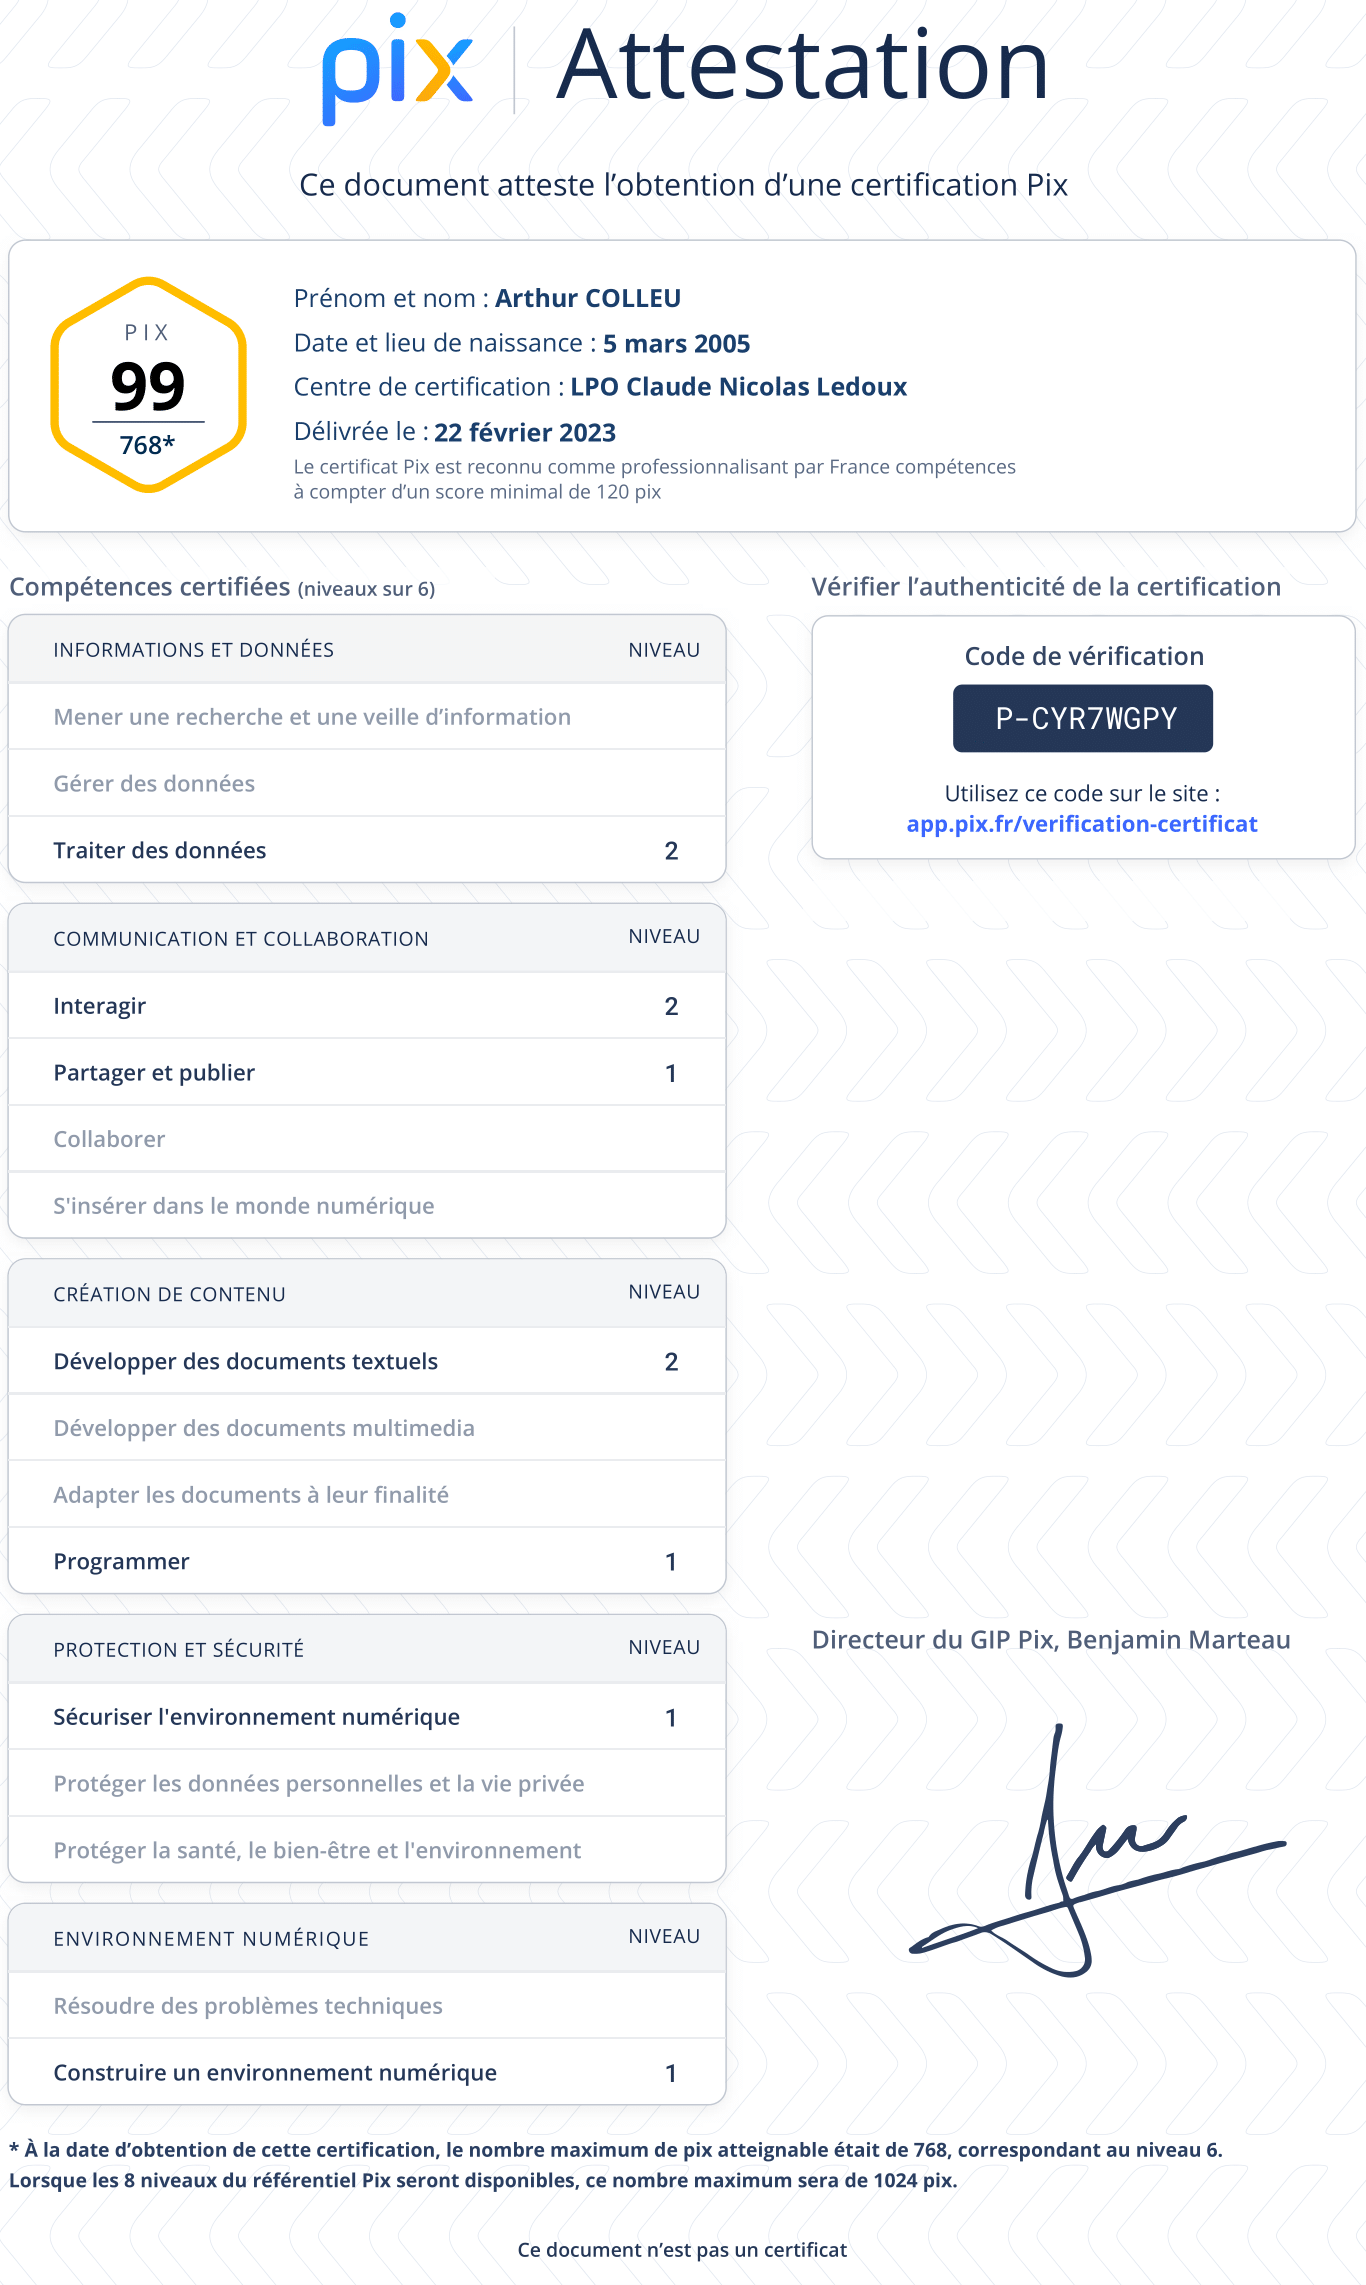 pix
Attestation
Ce document atteste l’obtention d’une certification Pix
PIX
99
768*
Prénom et nom : Arthur COLLEU
Date et lieu de naissance : 5 mars 2005
Centre de certification : LPO Claude Nicolas Ledoux
Délivrée le : 22 février 2023
Le certificat Pix est reconnu comme professionnalisant par France compétences
à compter d’un score minimal de 120 pix
Compétences certifiées (niveaux sur 6)
INFORMATIONS ET DONNÉES NIVEAU
Mener une recherche et une veille d’information
Gérer des données
Traiter des données 2
COMMUNICATION ET COLLABORATION NIVEAU
Interagir 2
Partager et publier 1
Collaborer
S'insérer dans le monde numérique
CRÉATION DE CONTENU NIVEAU
Développer des documents textuels 2
Développer des documents multimedia
Adapter les documents à leur finalité
Programmer 1
PROTECTION ET SÉCURITÉ NIVEAU
Sécuriser l'environnement numérique 1
Protéger les données personnelles et la vie privée
Protéger la santé, le bien-être et l'environnement
ENVIRONNEMENT NUMÉRIQUE NIVEAU
Résoudre des problèmes techniques
Construire un environnement numérique 1
Vérifier l’authenticité de la certification
Code de vérification
P-CYR7WGPY
Utilisez ce code sur le site :
app.pix.fr/verification-certificat
Directeur du GIP Pix, Benjamin Marteau
* À la date d’obtention de cette certification, le nombre maximum de pix atteignable était de 768, correspondant au niveau 6.
Lorsque les 8 niveaux du référentiel Pix seront disponibles, ce nombre maximum sera de 1024 pix.
Ce document n’est pas un certificat